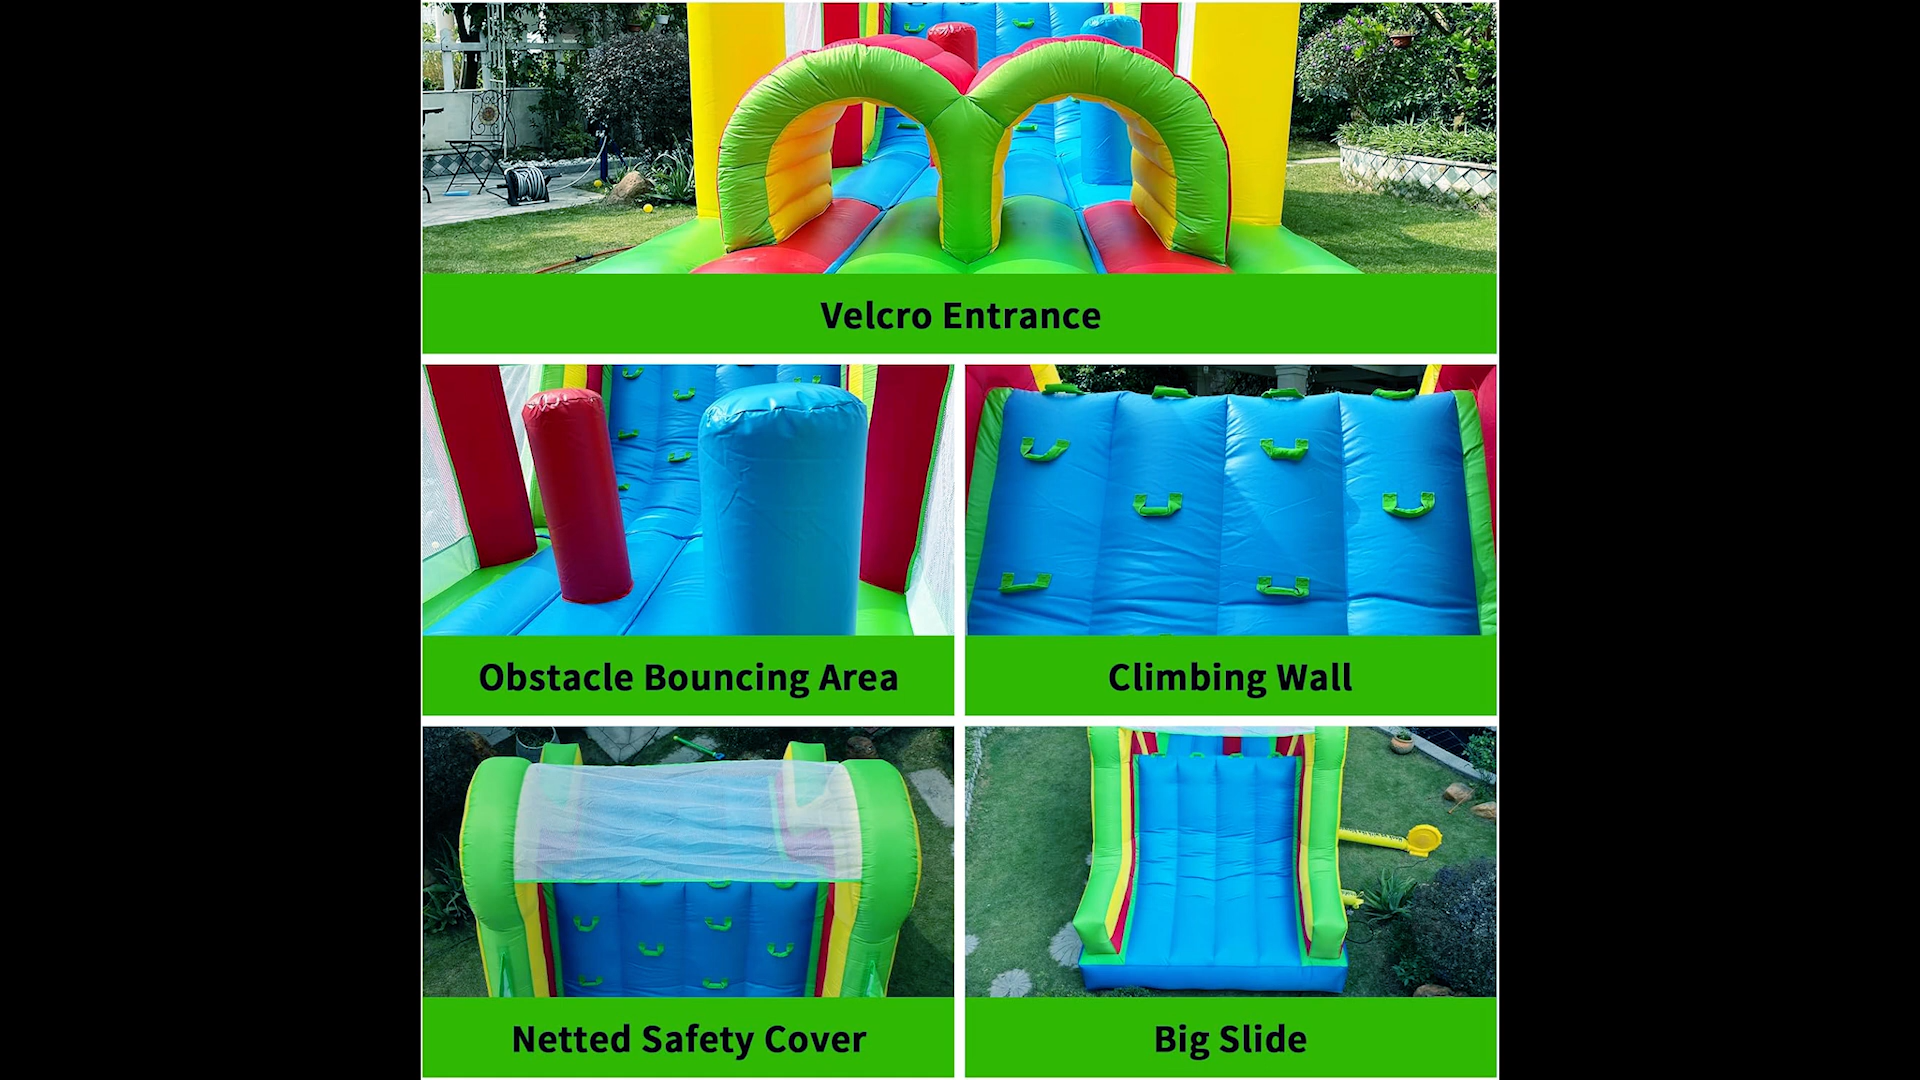 Velcro Entrance
Obstacle Bouncing Area
Climbing Wall
Netted Safety Cover
Big Slide